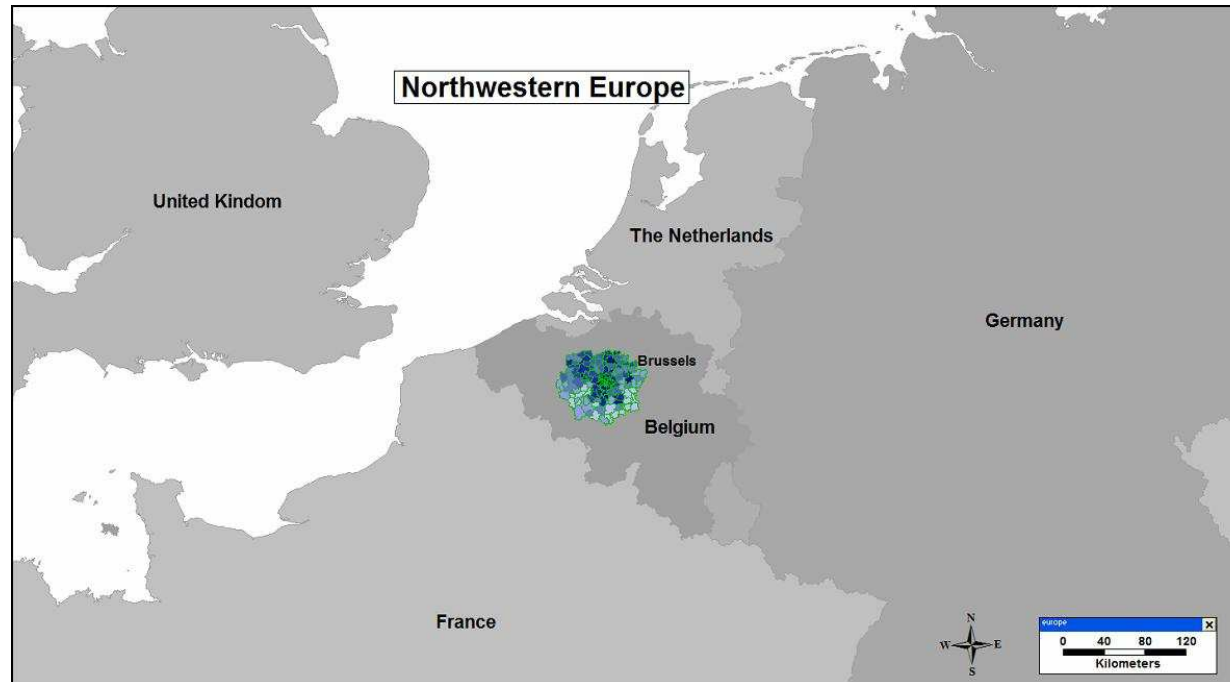 Northwestern Europe
United Kindom
The Netherlands
Germany
Brussels
Belgium
France
N
W E
S
europe
0 40 80 120
Kilometers